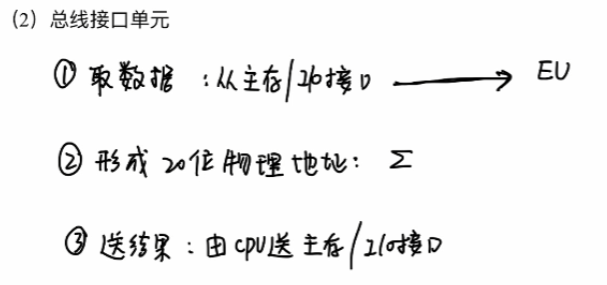 (2) 总线接口单元
① 取数据：从主存/I/O接口 ⟶ EU
② 形成20位物理地址：Σ
③ 送结果：由CPU送主存/I/O接口